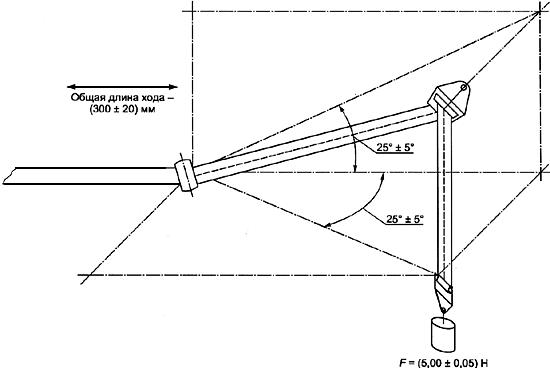 Общая длина хода –
(300 ± 20) мм
25° ± 5°
25° ± 5°
F = (5,00 ± 0,05) Н